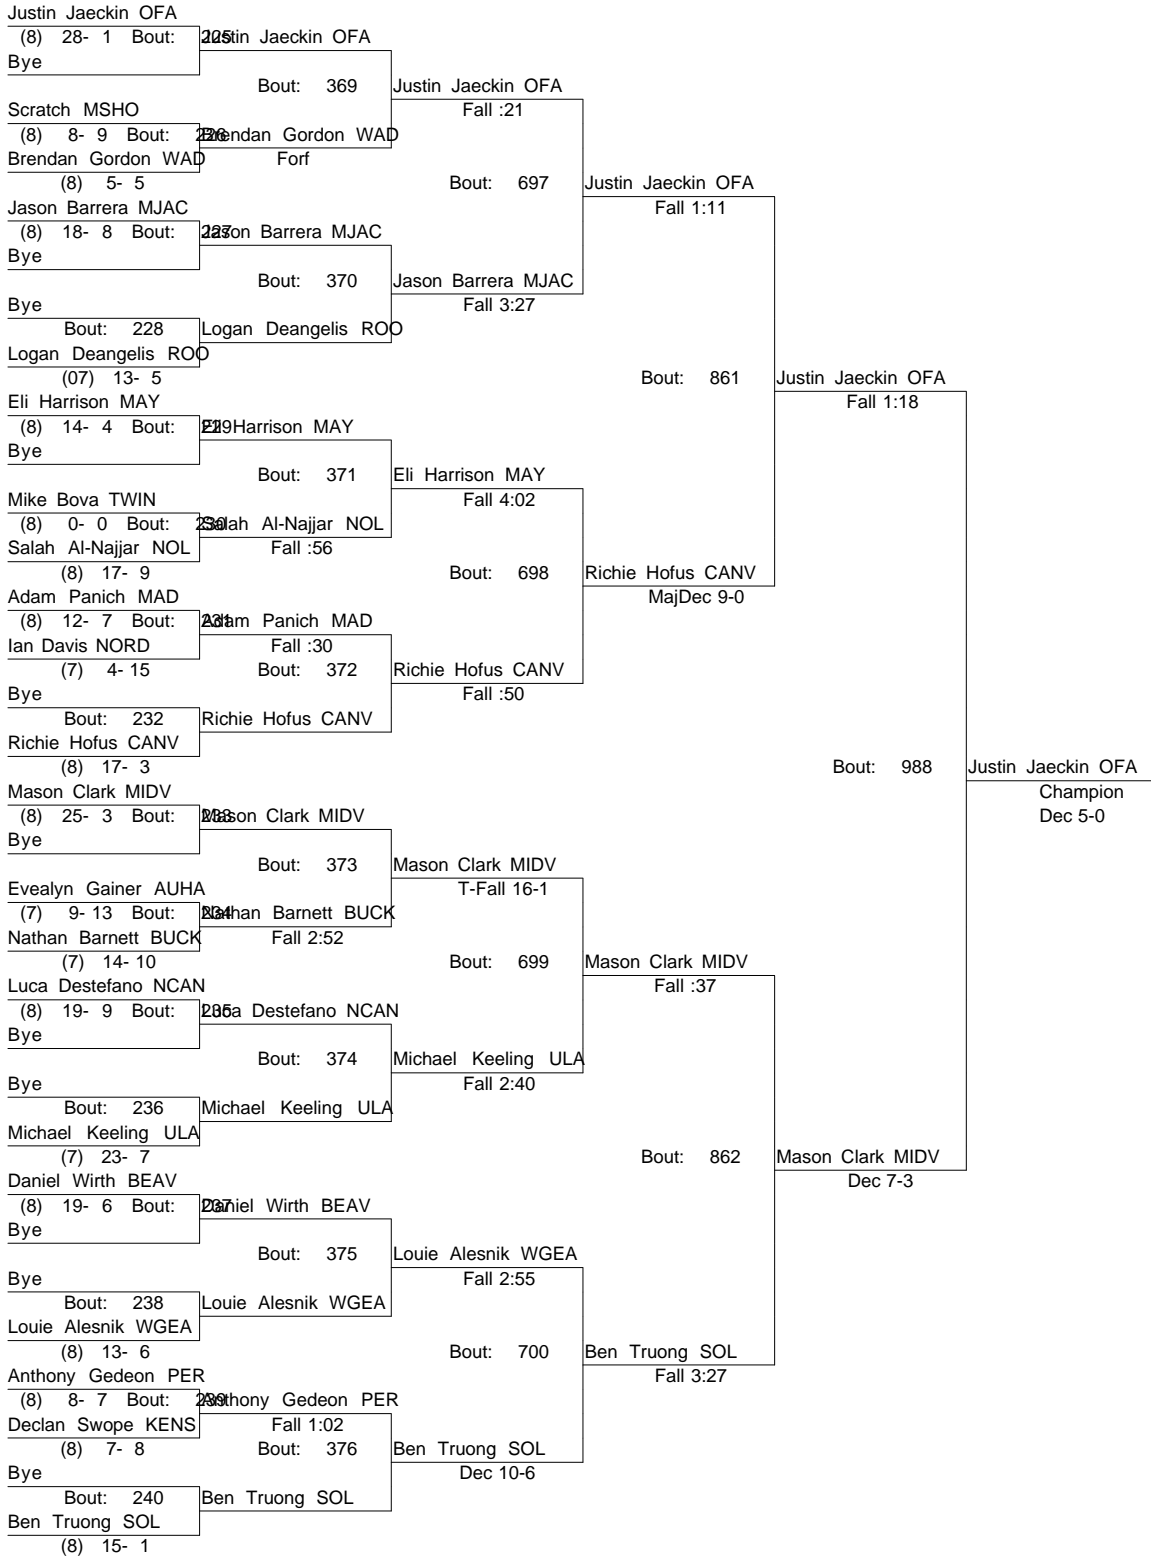 Justin Jaeckin OFA
(8) 28- 1 Bout: 225
Justin Jaeckin OFA
Bye
Bout: 369
Justin Jaeckin OFA
Fall :21
Scratch MSHO
(8) 8- 9 Bout: 226
Brendan Gordon WAD
Brendan Gordon WAD
Forf
(8) 5- 5
Bout: 697
Justin Jaeckin OFA
Fall 1:11
Jason Barrera MJAC
(8) 18- 8 Bout: 227
Jason Barrera MJAC
Bye
Bout: 370
Jason Barrera MJAC
Fall 3:27
Bye
Bout: 228
Logan Deangelis ROO
Logan Deangelis ROO
(07) 13- 5
Bout: 861
Justin Jaeckin OFA
Fall 1:18
Eli Harrison MAY
(8) 14- 4 Bout: 229
Eli Harrison MAY
Bye
Bout: 371
Eli Harrison MAY
Fall 4:02
Mike Bova TWIN
(8) 0- 0 Bout: 230
Salah Al-Najjar NOL
Salah Al-Najjar NOL
Fall :56
(8) 17- 9
Bout: 698
Richie Hofus CANV
MajDec 9-0
Adam Panich MAD
(8) 12- 7 Bout: 231
Adam Panich MAD
Ian Davis NORD
Fall :30
(7) 4- 15
Bout: 372
Richie Hofus CANV
Fall :50
Bye
Bout: 232
Richie Hofus CANV
Richie Hofus CANV
(8) 17- 3
Bout: 988
Justin Jaeckin OFA
Champion
Dec 5-0
Mason Clark MIDV
(8) 25- 3 Bout: 233
Mason Clark MIDV
Bye
Bout: 373
Mason Clark MIDV
T-Fall 16-1
Evealyn Gainer AUHA
(7) 9- 13 Bout: 234
Nathan Barnett BUCK
Nathan Barnett BUCK
Fall 2:52
(7) 14- 10
Bout: 699
Mason Clark MIDV
Fall :37
Luca Destefano NCAN
(8) 19- 9 Bout: 235
Luca Destefano NCAN
Bye
Bout: 374
Michael Keeling ULA
Fall 2:40
Bye
Bout: 236
Michael Keeling ULA
Michael Keeling ULA
(7) 23- 7
Bout: 862
Mason Clark MIDV
Dec 7-3
Daniel Wirth BEAV
(8) 19- 6 Bout: 237
Daniel Wirth BEAV
Bye
Bout: 375
Louie Alesnik WGEA
Fall 2:55
Bye
Bout: 238
Louie Alesnik WGEA
Louie Alesnik WGEA
(8) 13- 6
Bout: 700
Ben Truong SOL
Fall 3:27
Anthony Gedeon PER
(8) 8- 7 Bout: 239
Anthony Gedeon PER
Declan Swope KENS
Fall 1:02
(8) 7- 8
Bout: 376
Ben Truong SOL
Dec 10-6
Bye
Bout: 240
Ben Truong SOL
Ben Truong SOL
(8) 15- 1